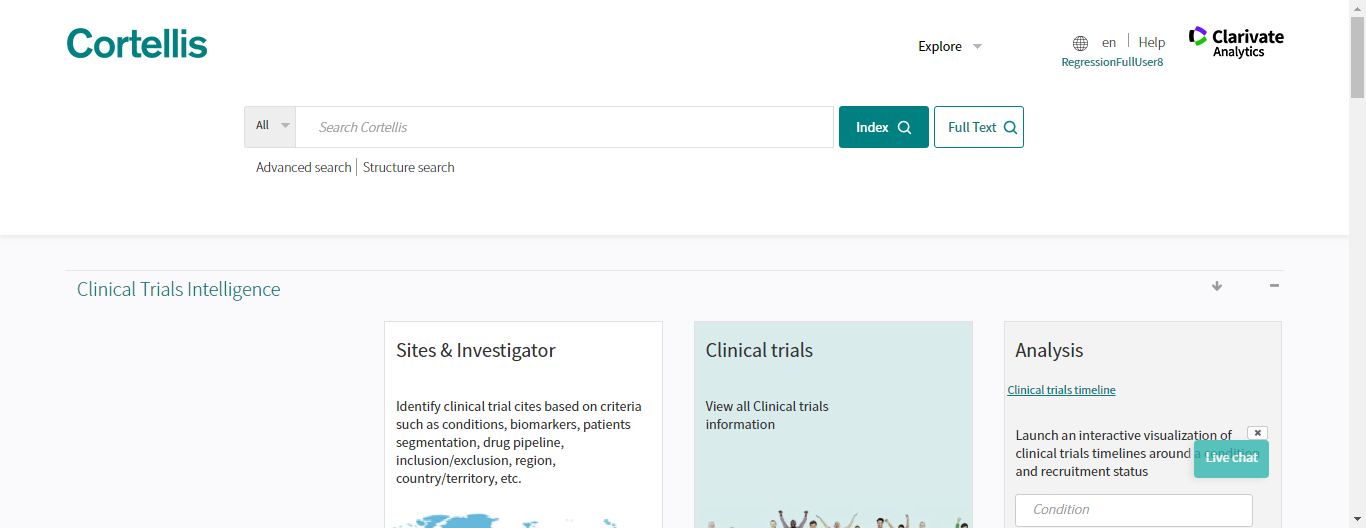 Cortellis
Explore
en
Help
RegressionFullUser8
Clarivate
Analytics
All
Search Cortellis
Index
Full Text
Advanced search
Structure search
Clinical Trials Intelligence
Sites & Investigator
Identify clinical trial cites based on criteria
such as conditions, biomarkers, patients
segmentation, drug pipeline,
inclusion/exclusion, region,
country/territory, etc.
Clinical trials
View all Clinical trials
information
Analysis
Clinical trials timeline
Launch an interactive visualization of
clinical trials timelines around a condition
and recruitment status
Live chat
Condition